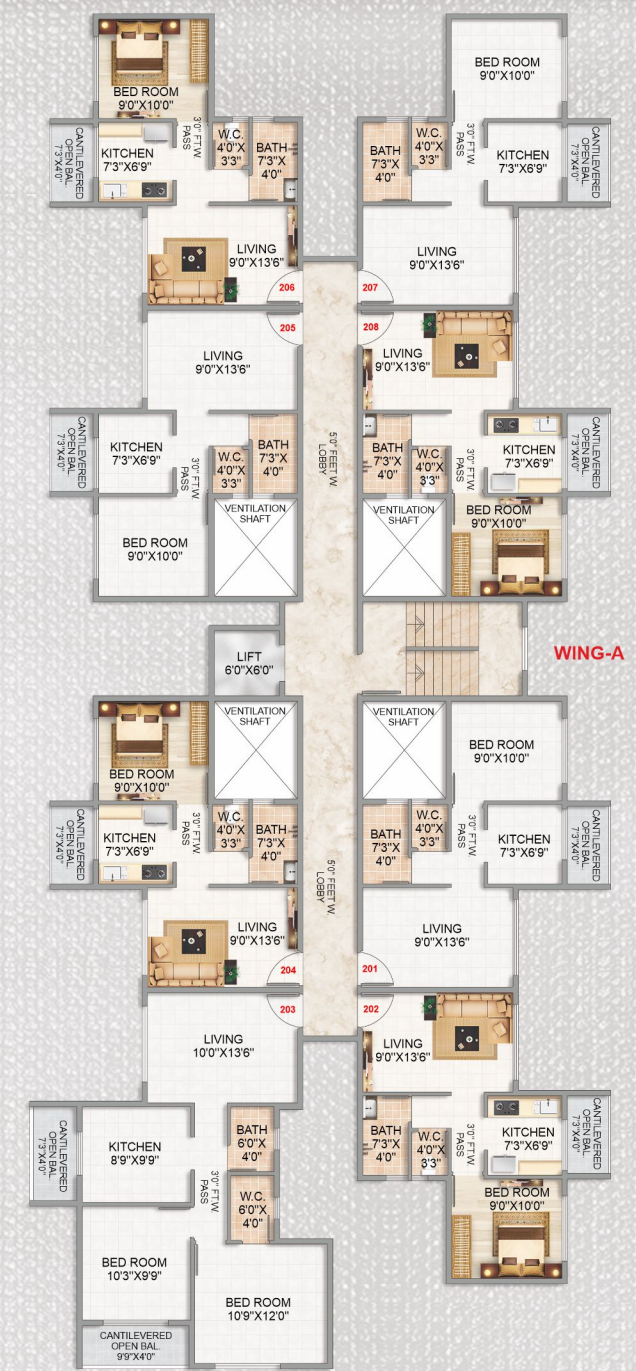 BED ROOM
9'0"X10'0"
CANTILEVERED
OPEN BAL.
7'3"X4'0"
KITCHEN
7'3"X6'9"
3'0" FT.W.
PASS
W.C.
4'0"X
3'3"
BATH
7'3"X
4'0"
LIVING
9'0"X13'6"
206
BED ROOM
9'0"X10'0"
BATH
7'3"X
4'0"
W.C.
4'0"X
3'3"
3'0" FT.W.
PASS
KITCHEN
7'3"X6'9"
CANTILEVERED
OPEN BAL.
7'3"X4'0"
LIVING
9'0"X13'6"
207
205
LIVING
9'0"X13'6"
CANTILEVERED
OPEN BAL.
7'3"X4'0"
KITCHEN
7'3"X6'9"
3'0" FT.W.
PASS
W.C.
4'0"X
3'3"
BATH
7'3"X
4'0"
BED ROOM
9'0"X10'0"
VENTILATION
SHAFT
5'0" FEET W.
LOBBY
208
LIVING
9'0"X13'6"
BATH
7'3"X
4'0"
W.C.
4'0"X
3'3"
3'0" FT.W.
PASS
KITCHEN
7'3"X6'9"
CANTILEVERED
OPEN BAL.
7'3"X4'0"
VENTILATION
SHAFT
BED ROOM
9'0"X10'0"
LIFT
6'0"X6'0"
WING-A
VENTILATION
SHAFT
BED ROOM
9'0"X10'0"
CANTILEVERED
OPEN BAL.
7'3"X4'0"
KITCHEN
7'3"X6'9"
3'0" FT.W.
PASS
W.C.
4'0"X
3'3"
BATH
7'3"X
4'0"
LIVING
9'0"X13'6"
204
5'0" FEET W.
LOBBY
VENTILATION
SHAFT
BED ROOM
9'0"X10'0"
BATH
7'3"X
4'0"
W.C.
4'0"X
3'3"
3'0" FT.W.
PASS
KITCHEN
7'3"X6'9"
CANTILEVERED
OPEN BAL.
7'3"X4'0"
LIVING
9'0"X13'6"
201
203
LIVING
10'0"X13'6"
CANTILEVERED
OPEN BAL.
7'3"X4'0"
KITCHEN
8'9"X9'9"
3'0" FT.W.
PASS
BATH
6'0"X
4'0"
W.C.
6'0"X
4'0"
BED ROOM
10'3"X9'9"
BED ROOM
10'9"X12'0"
CANTILEVERED
OPEN BAL.
9'9"X4'0"
202
LIVING
9'0"X13'6"
BATH
7'3"X
4'0"
W.C.
4'0"X
3'3"
3'0" FT.W.
PASS
KITCHEN
7'3"X6'9"
CANTILEVERED
OPEN BAL.
7'3"X4'0"
BED ROOM
9'0"X10'0"